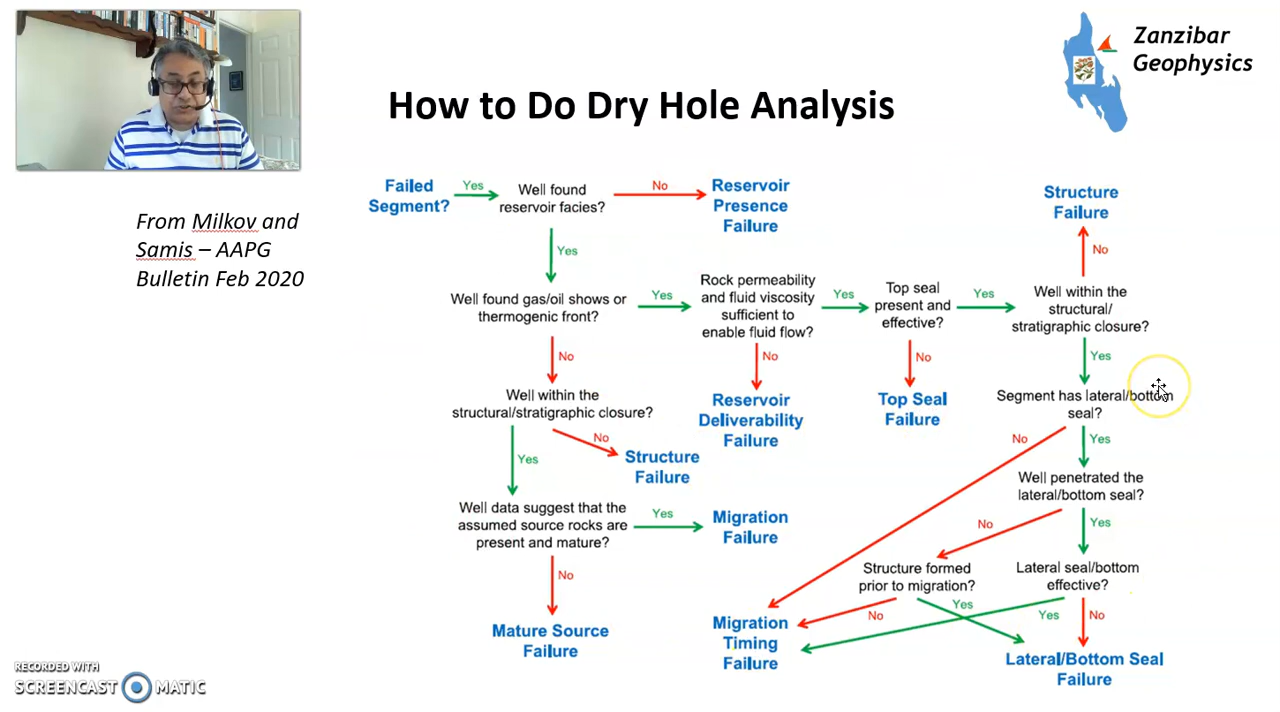 Zanzibar
Geophysics
How to Do Dry Hole Analysis
From Milkov and
Samis – AAPG
Bulletin Feb 2020
Failed
Segment?
Yes
Well found
reservoir facies?
No
Reservoir
Presence
Failure
Structure
Failure
Yes
No
Well found gas/oil shows or
thermogenic front?
Yes
Rock permeability
and fluid viscosity
sufficient to
enable fluid flow?
Yes
Top seal
present and
effective?
Yes
Well within the
structural/
stratigraphic closure?
No
No
No
Yes
Well within the
structural/stratigraphic closure?
Reservoir
Deliverability
Failure
Top Seal
Failure
Segment has lateral/bottom
seal?
No
Structure
Failure
Yes
No
Yes
Well data suggest that the
assumed source rocks are
present and mature?
Yes
Migration
Failure
Well penetrated the
lateral/bottom seal?
No
Yes
No
Structure formed
prior to migration?
Lateral seal/bottom
effective?
Yes
No
Yes
No
Mature Source
Failure
Migration
Timing
Failure
Lateral/Bottom Seal
Failure
RECORDED WITH
SCREENCAST MATIC